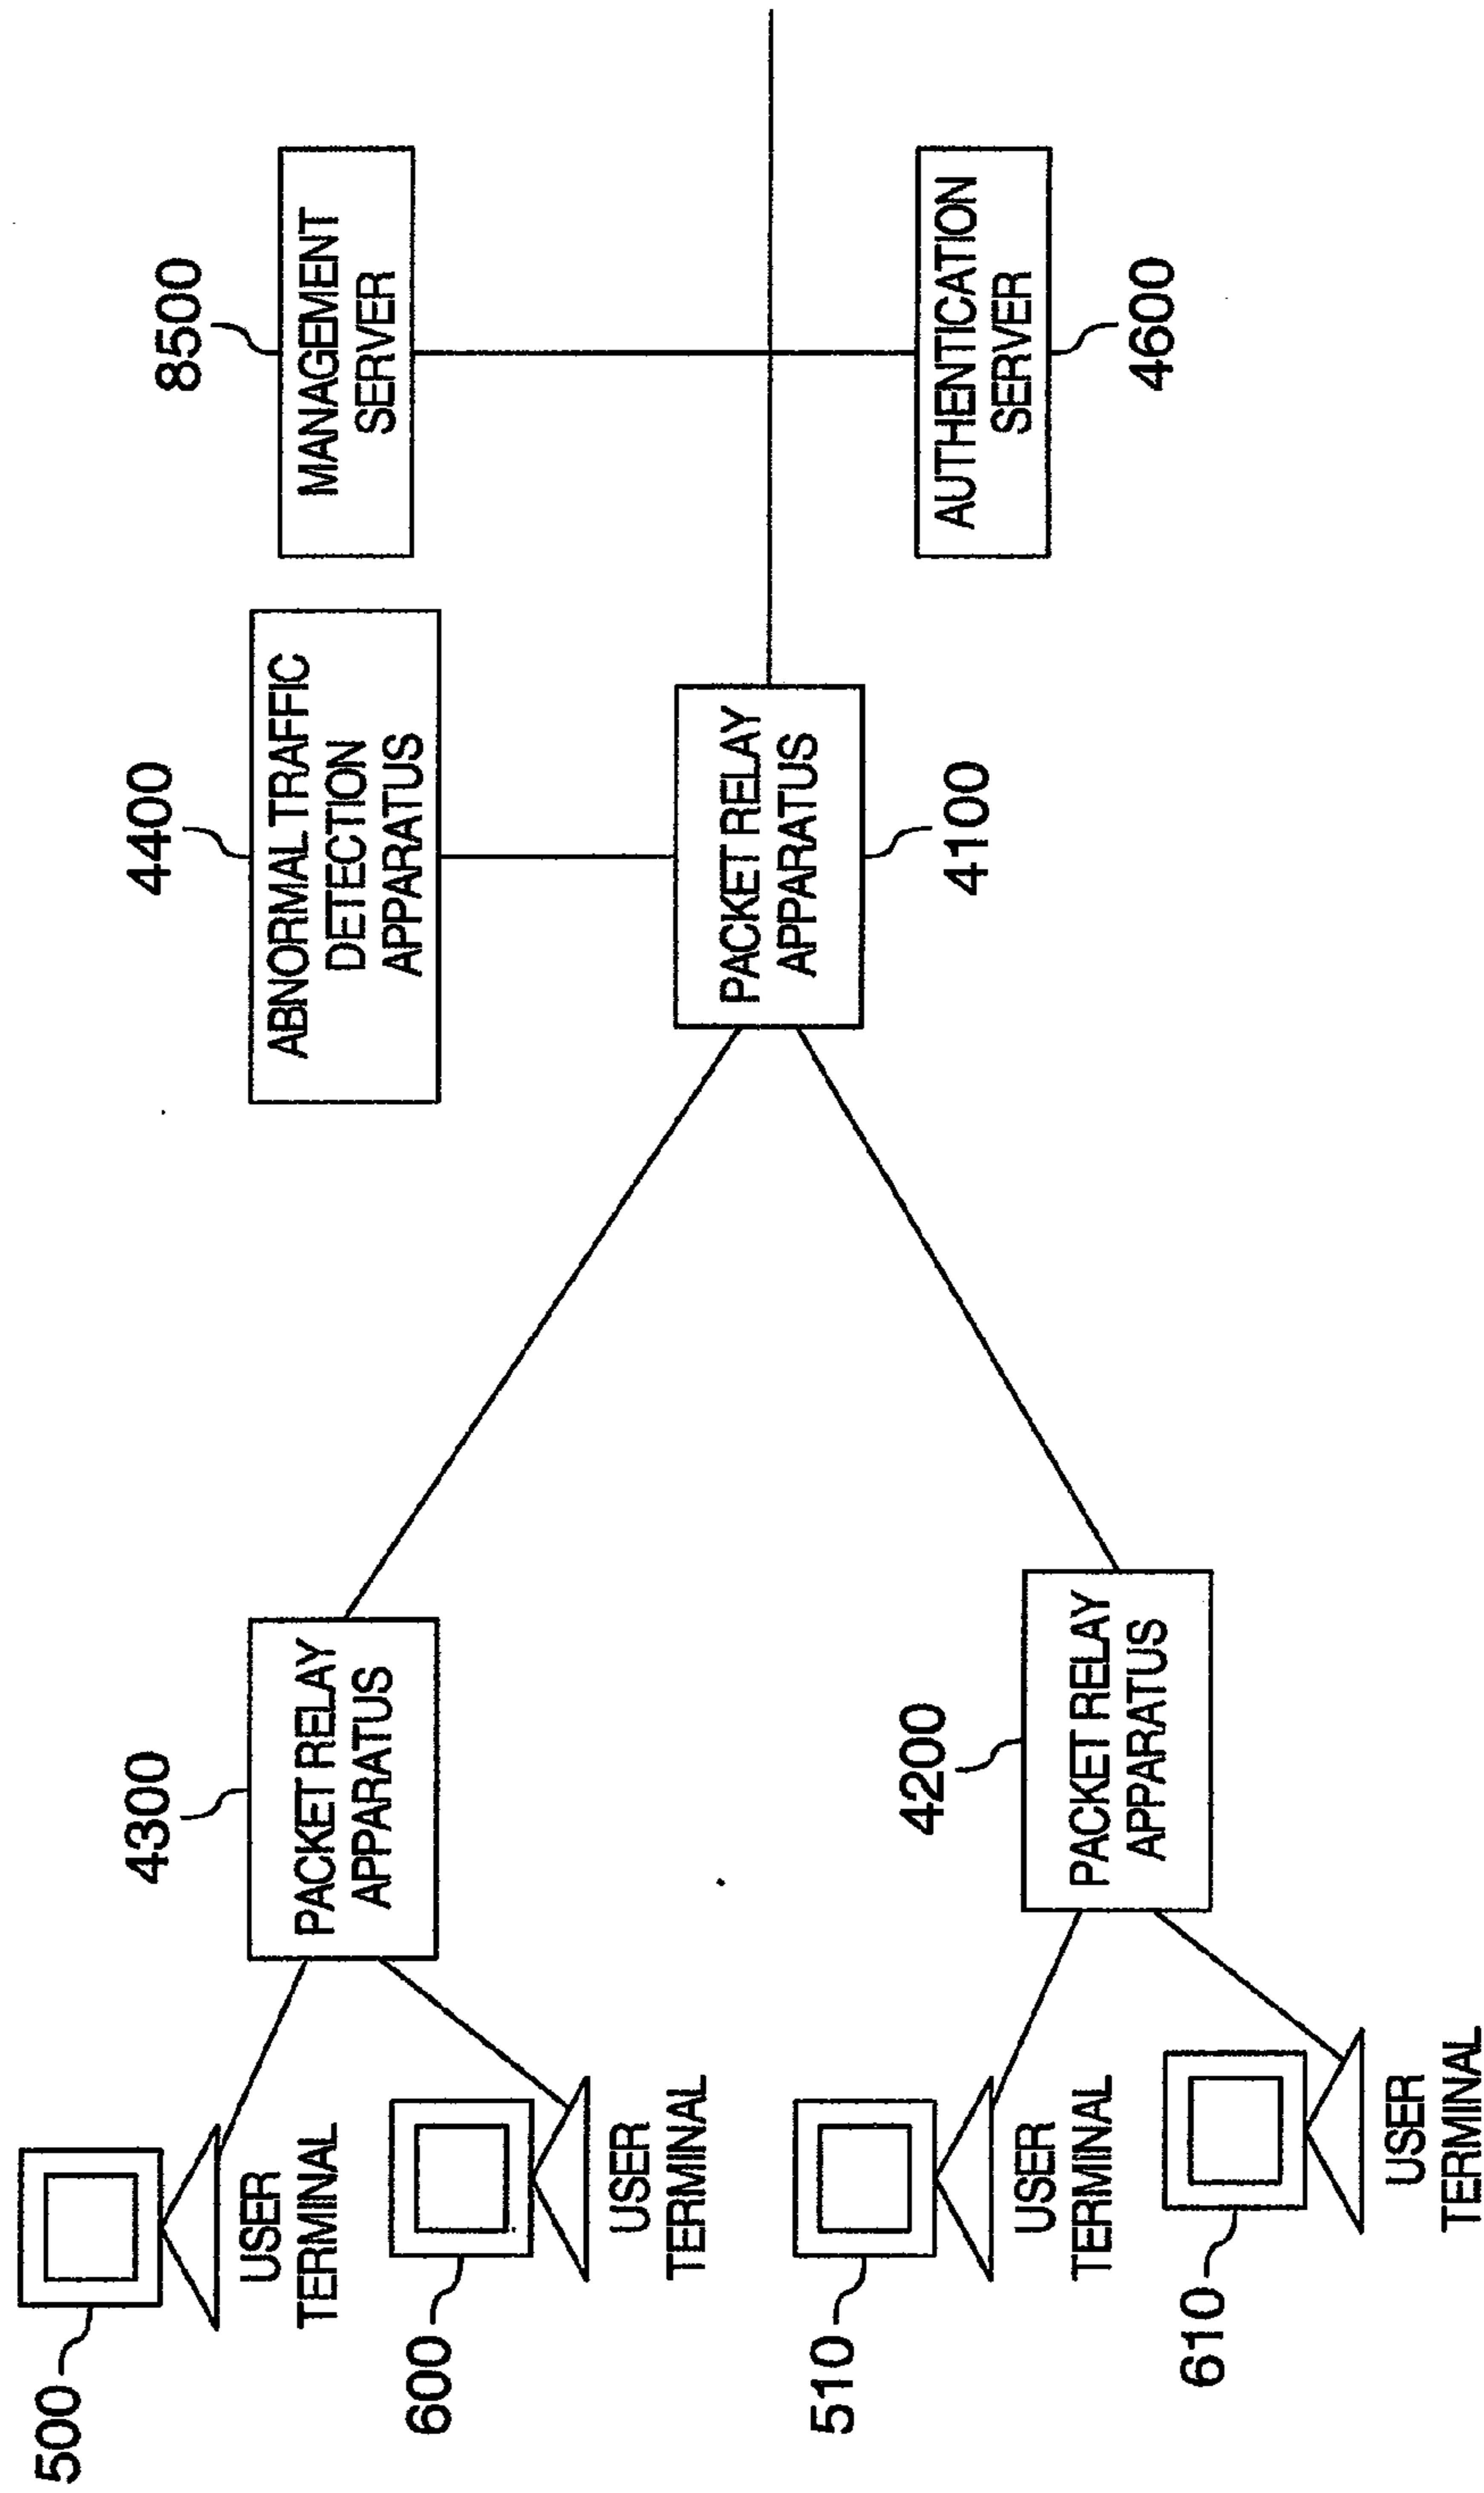 500
USER
TERMINAL
600
USER
TERMINAL
4300
PACKET RELAY
APPARATUS
510
USER
TERMINAL
610
USER
TERMINAL
4200
PACKET RELAY
APPARATUS
4400
ABNORMAL TRAFFIC
DETECTION
APPARATUS
PACKET RELAY
APPARATUS
4100
8500
MANAGEMENT
SERVER
AUTHENTICATION
SERVER
4600